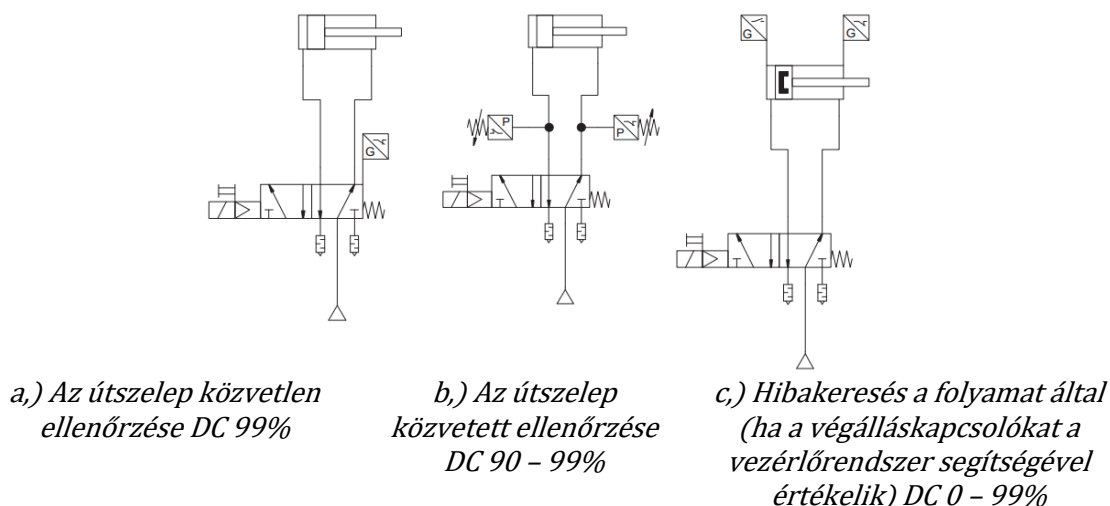 G
G
G
P
P
a,) Az útszelep közvetlen
ellenőrzése DC 99%
b,) Az útszelep
közvetett ellenőrzése
DC 90 – 99%
c,) Hibakeresés a folyamat által
(ha a végálláskapcsolókat a
vezérlőrendszer segítségével
értékelik) DC 0 – 99%